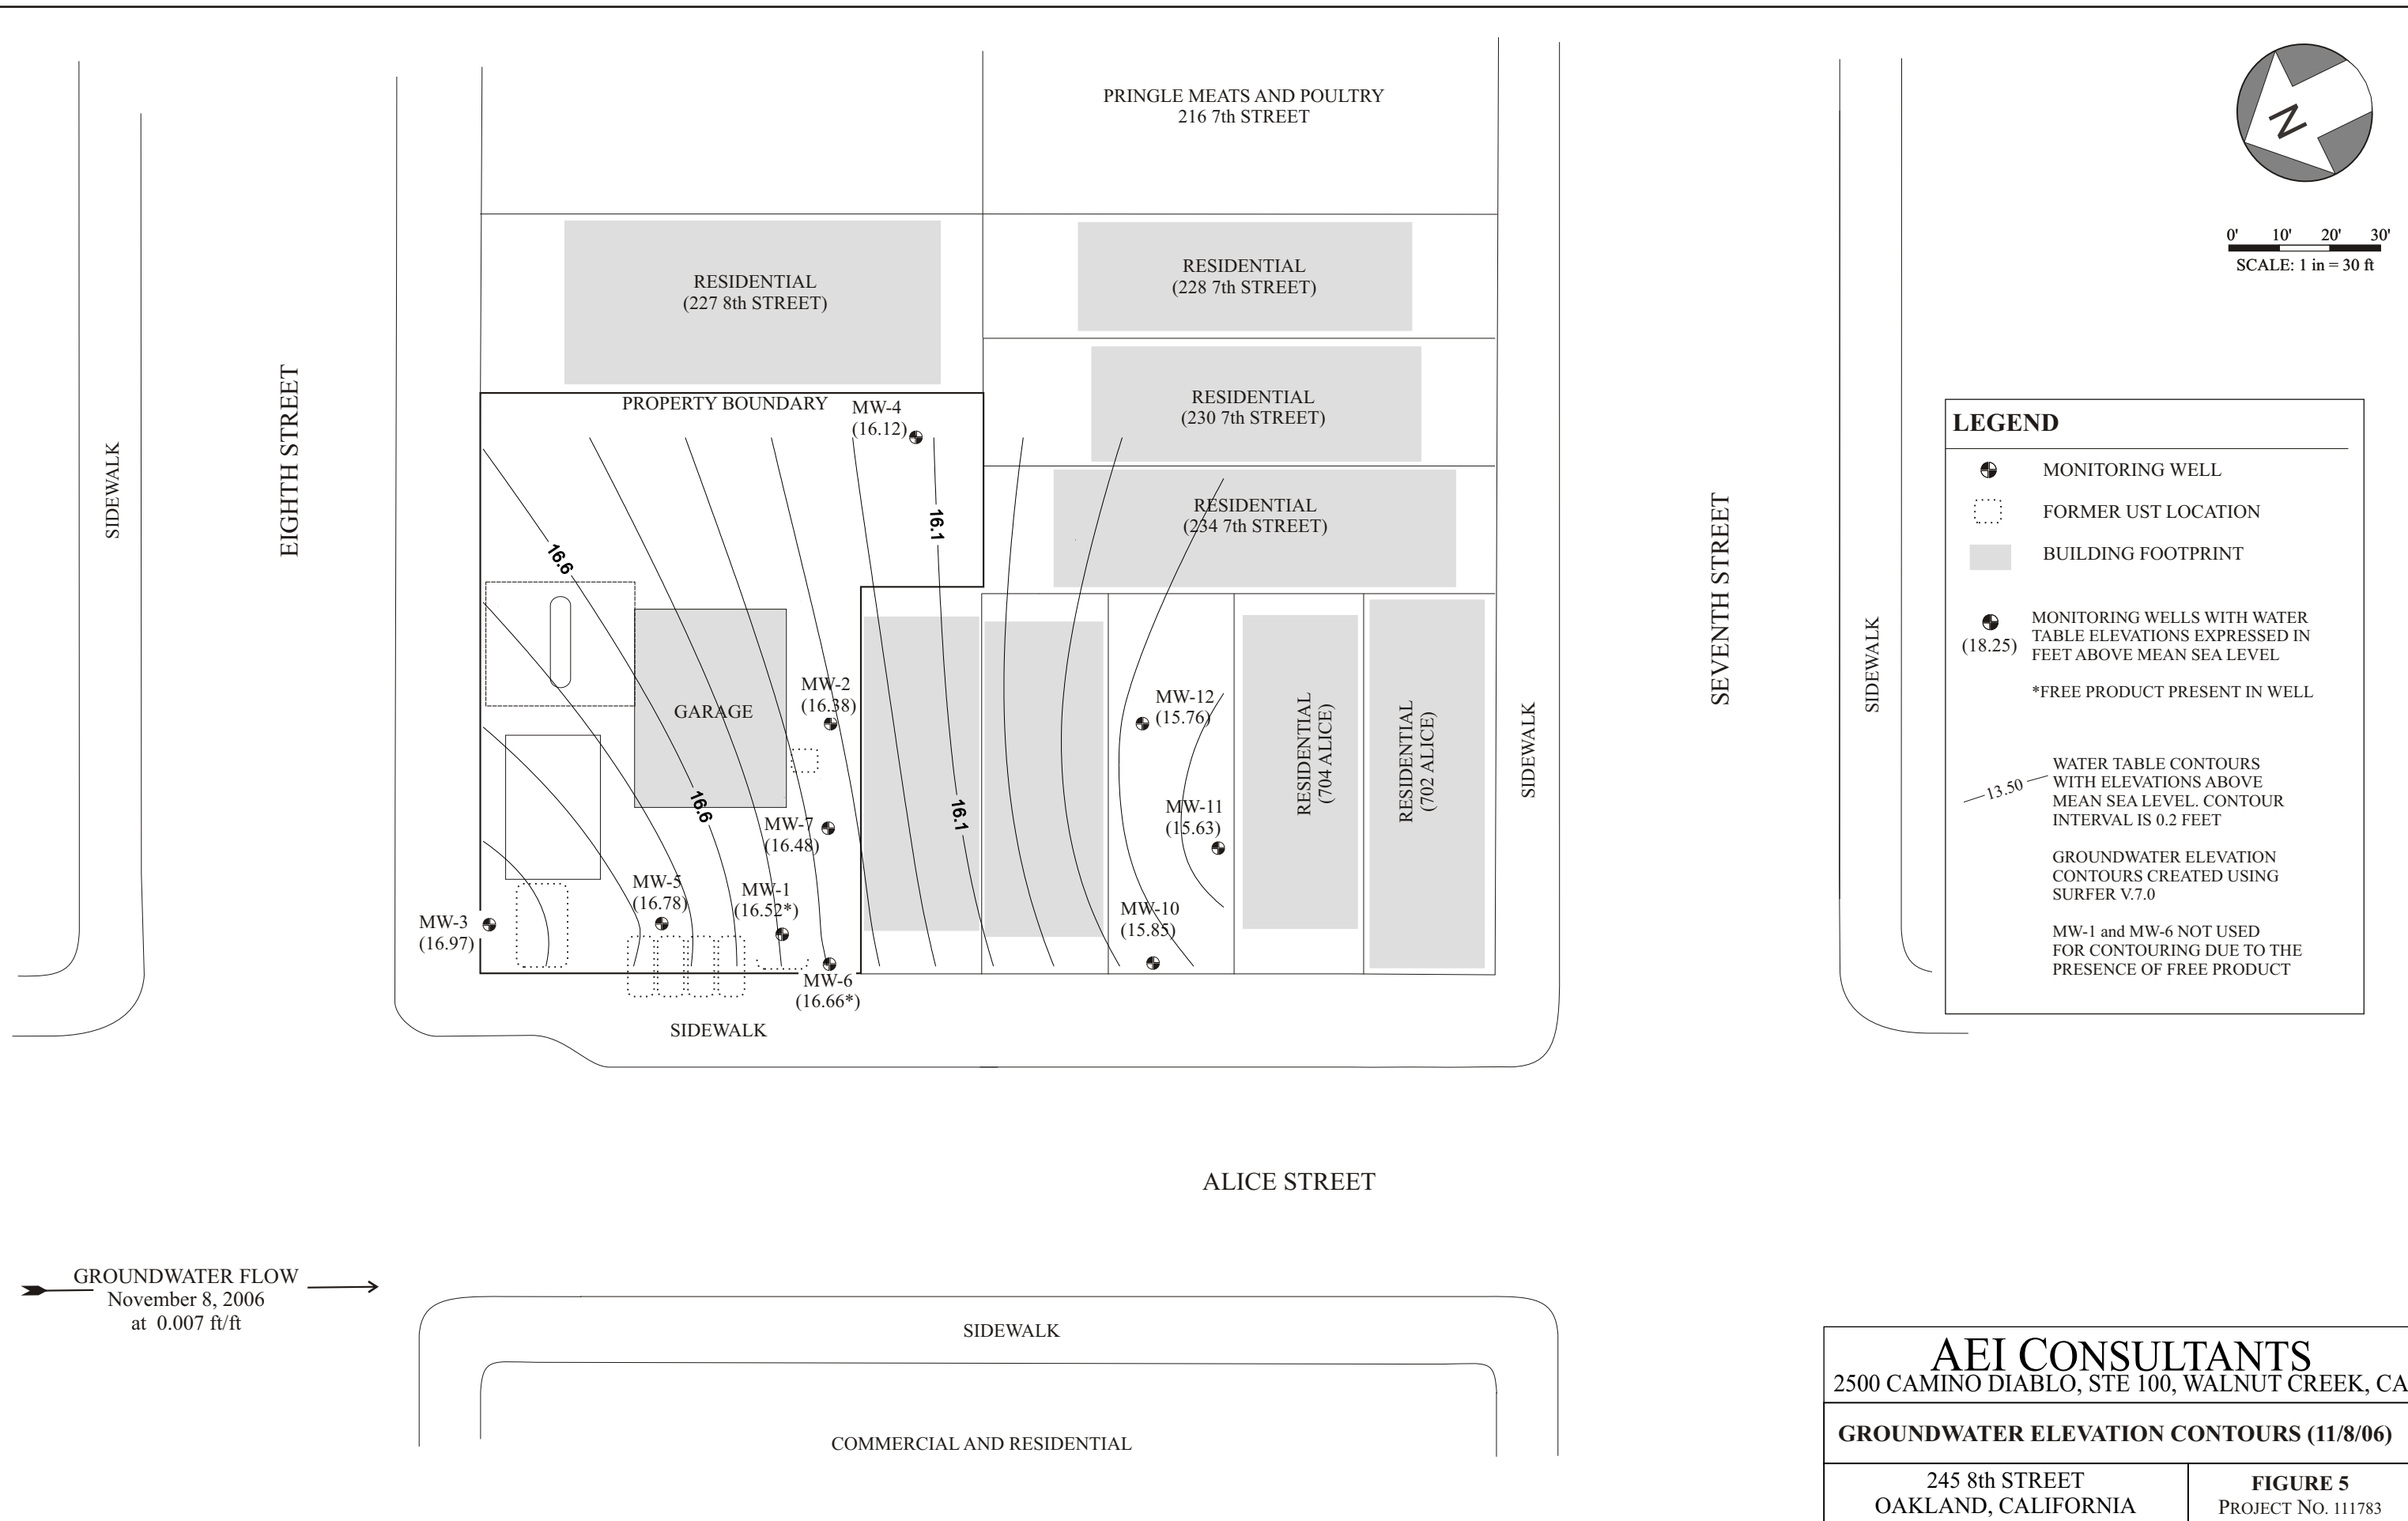 PRINGLE MEATS AND POULTRY
216 7th STREET
N
0' 10' 20' 30'
SCALE: 1 in = 30 ft
RESIDENTIAL
(227 8th STREET)
RESIDENTIAL
(228 7th STREET)
RESIDENTIAL
(230 7th STREET)
RESIDENTIAL
(234 7th STREET)
PROPERTY BOUNDARY
MW-4
(16.12)
SIDEWALK
EIGHTH STREET
16.6
16.1
GARAGE
MW-2
(16.38)
16.6
MW-7
(16.48)
16.1
MW-12
(15.76)
MW-11
(15.63)
MW-5
(16.78)
MW-1
(16.52*)
MW-3
(16.97)
MW-10
(15.85)
MW-6
(16.66*)
RESIDENTIAL
(704 ALICE)
RESIDENTIAL
(702 ALICE)
SIDEWALK
SEVENTH STREET
SIDEWALK
SIDEWALK
LEGEND
MONITORING WELL
FORMER UST LOCATION
BUILDING FOOTPRINT
(18.25)
MONITORING WELLS WITH WATER
TABLE ELEVATIONS EXPRESSED IN
FEET ABOVE MEAN SEA LEVEL
*FREE PRODUCT PRESENT IN WELL
13.50
WATER TABLE CONTOURS
WITH ELEVATIONS ABOVE
MEAN SEA LEVEL. CONTOUR
INTERVAL IS 0.2 FEET
GROUNDWATER ELEVATION
CONTOURS CREATED USING
SURFER V.7.0
MW-1 and MW-6 NOT USED
FOR CONTOURING DUE TO THE
PRESENCE OF FREE PRODUCT
ALICE STREET
GROUNDWATER FLOW
November 8, 2006
at 0.007 ft/ft
SIDEWALK
COMMERCIAL AND RESIDENTIAL
AEI CONSULTANTS
2500 CAMINO DIABLO, STE 100, WALNUT CREEK, CA
GROUNDWATER ELEVATION CONTOURS (11/8/06)
245 8th STREET
OAKLAND, CALIFORNIA
FIGURE 5
PROJECT NO. 111783